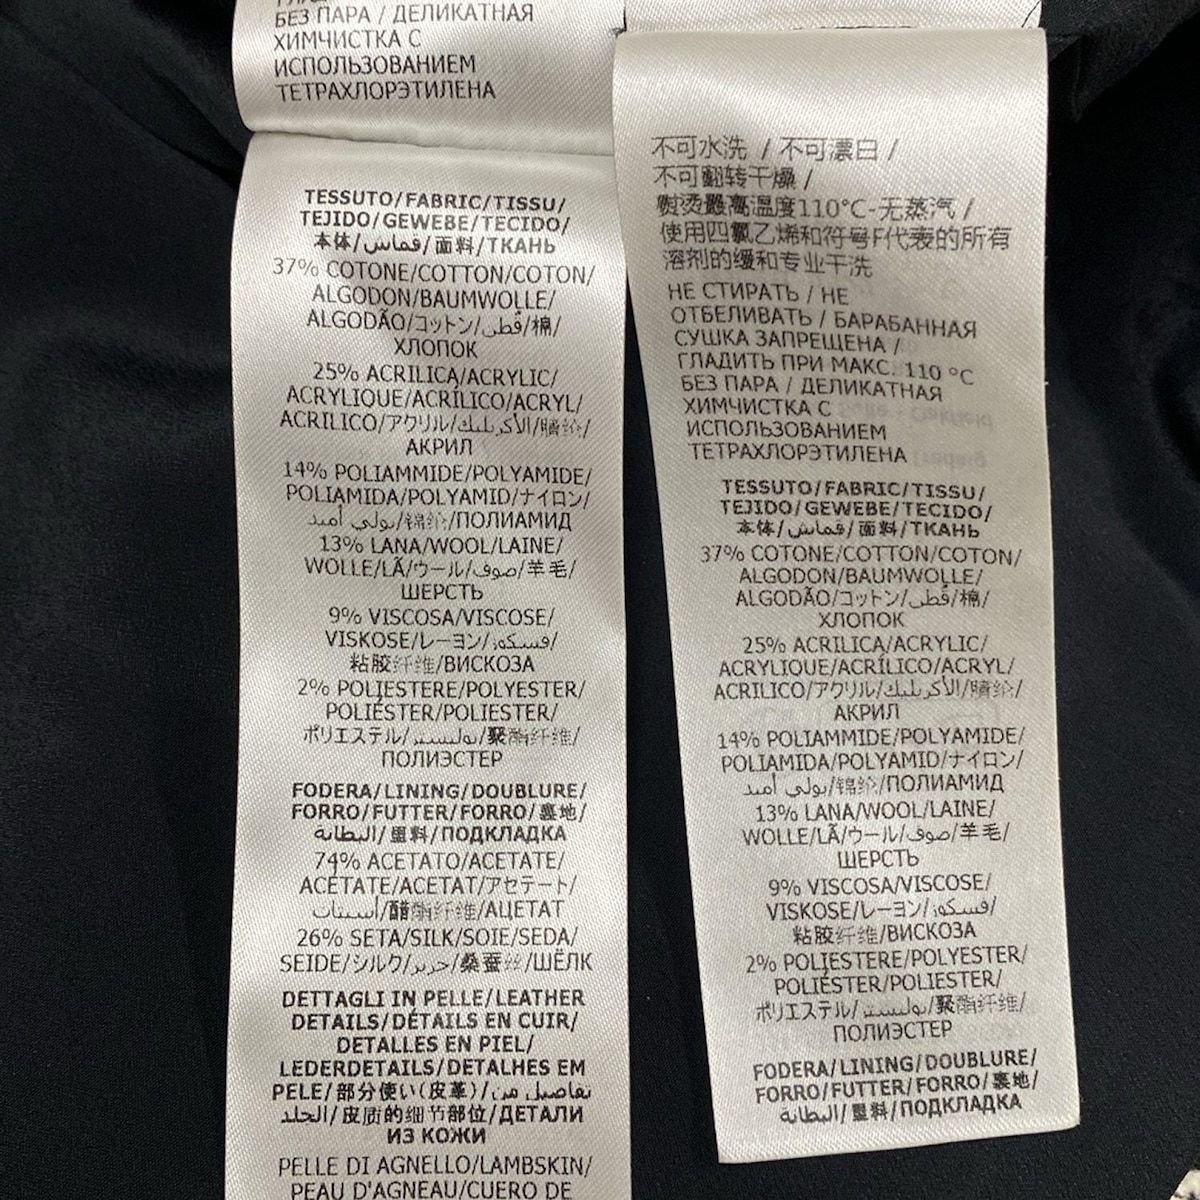 БЕЗ ПАРА / ДЕЛИКАТНАЯ
ХИМЧИСТКА С
ИСПОЛЬЗОВАНИЕМ
ТЕТРАХЛОРЭТИЛЕНА
TESSUTO/FABRIC/TISSU/
TEJIDO/GEWEBE/TECIDO/
本体/قماش/面料/ТКАНЬ
37% COTONE/COTTON/COTON/
ALGODON/BAUMWOLLE/
ALGODÃO/コットン/قُطن/棉/
ХЛОПОК
25% ACRILICA/ACRYLIC/
ACRYLIQUE/ACRÍLICO/ACRYL/
ACRILICO/アクリル/الأكريليك/腈纶/
АКРИЛ
14% POLIAMMIDE/POLYAMIDE/
POLIAMIDA/POLYAMID/ナイロン/
بولي أميد/锦纶/ПОЛИАМИД
13% LANA/WOOL/LAINE/
WOLLE/LÃ/ウール/صوف/羊毛/
ШЕРСТЬ
9% VISCOSA/VISCOSE/
VISKOSE/レーヨン/فسكوز/
粘胶纤维/ВИСКОЗА
2% POLIESTERE/POLYESTER/
POLIÉSTER/POLIESTER/
ポリエステル/بوليستر/聚酯纤维/
ПОЛИЭСТЕР
FODERA/LINING/DOUBLURE/
FORRO/FUTTER/FORRO/裏地/
البطانة/里料/ПОДКЛАДКА
74% ACETATO/ACETATE/
ACÉTATE/ACETAT/アセテート/
أسيتات/醋酯纤维/АЦЕТАТ
26% SETA/SILK/SOIE/SEDA/
SEIDE/シルク/حرير/桑蚕丝/ШЁЛК
DETTAGLI IN PELLE/LEATHER
DETAILS/DÉTAILS EN CUIR/
DETALLES EN PIEL/
LEDERDETAILS/DETALHES EM
PELE/部分使い(皮革)/تفاصيل من
الجلد/皮质的细节部位/ДЕТАЛИ
ИЗ КОЖИ
PELLE DI AGNELLO/LAMBSKIN/
PEAU D'AGNEAU/CUERO DE
不可水洗 / 不可漂白 /
不可翻转干燥 /
熨烫最高温度110°C-无蒸汽 /
使用四氯乙烯和符号F代表的所有
溶剂的缓和专业干洗
НЕ СТИРАТЬ / НЕ
ОТБЕЛИВАТЬ / БАРАБАННАЯ
СУШКА ЗАПРЕЩЕНА /
ГЛАДИТЬ ПРИ МАКС. 110 °C
БЕЗ ПАРА / ДЕЛИКАТНАЯ
ХИМЧИСТКА С
ИСПОЛЬЗОВАНИЕМ
ТЕТРАХЛОРЭТИЛЕНА
TESSUTO/FABRIC/TISSU/
TEJIDO/GEWEBE/TECIDO/
本体/قماش/面料/ТКАНЬ
37% COTONE/COTTON/COTON/
ALGODON/BAUMWOLLE/
ALGODÃO/コットン/قُطن/棉/
ХЛОПОК
25% ACRILICA/ACRYLIC/
ACRYLIQUE/ACRÍLICO/ACRYL/
ACRILICO/アクリル/الأكريليك/腈纶/
АКРИЛ
14% POLIAMMIDE/POLYAMIDE/
POLIAMIDA/POLYAMID/ナイロン/
بولي أميد/锦纶/ПОЛИАМИД
13% LANA/WOOL/LAINE/
WOLLE/LÃ/ウール/صوف/羊毛/
ШЕРСТЬ
9% VISCOSA/VISCOSE/
VISKOSE/レーヨン/فسكوز/
粘胶纤维/ВИСКОЗА
2% POLIESTERE/POLYESTER/
POLIÉSTER/POLIESTER/
ポリエステル/بوليستر/聚酯纤维/
ПОЛИЭСТЕР
FODERA/LINING/DOUBLURE/
FORRO/FUTTER/FORRO/裏地/
البطانة/里料/ПОДКЛАДКА